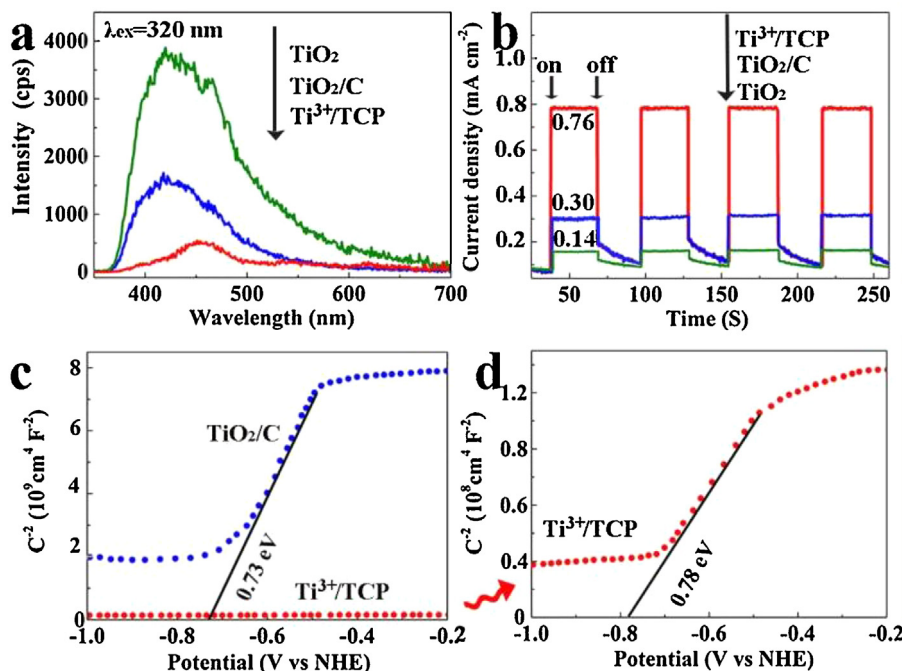 a
λex=320 nm
TiO₂
TiO₂/C
Ti³⁺/TCP
Intensity (cps)
4000
3000
2000
1000
0
400 500 600 700
Wavelength (nm)
b
Ti³⁺/TCP
TiO₂/C
TiO₂
on off
Current density (mA cm⁻²)
1.0
0.8
0.6
0.4
0.2
0.76
0.30
0.14
50 100 150 200 250
Time (S)
c
C⁻² (10⁹cm⁴ F⁻²)
8
6
4
2
0
TiO₂/C
0.73 eV
Ti³⁺/TCP
-1.0 -0.8 -0.6 -0.4 -0.2
Potential (V vs NHE)
d
C⁻² (10⁸cm⁴ F⁻²)
1.2
0.8
0.6
0.4
0
Ti³⁺/TCP
0.78 eV
-1.0 -0.8 -0.6 -0.4 -0.2
Potential (V vs NHE)